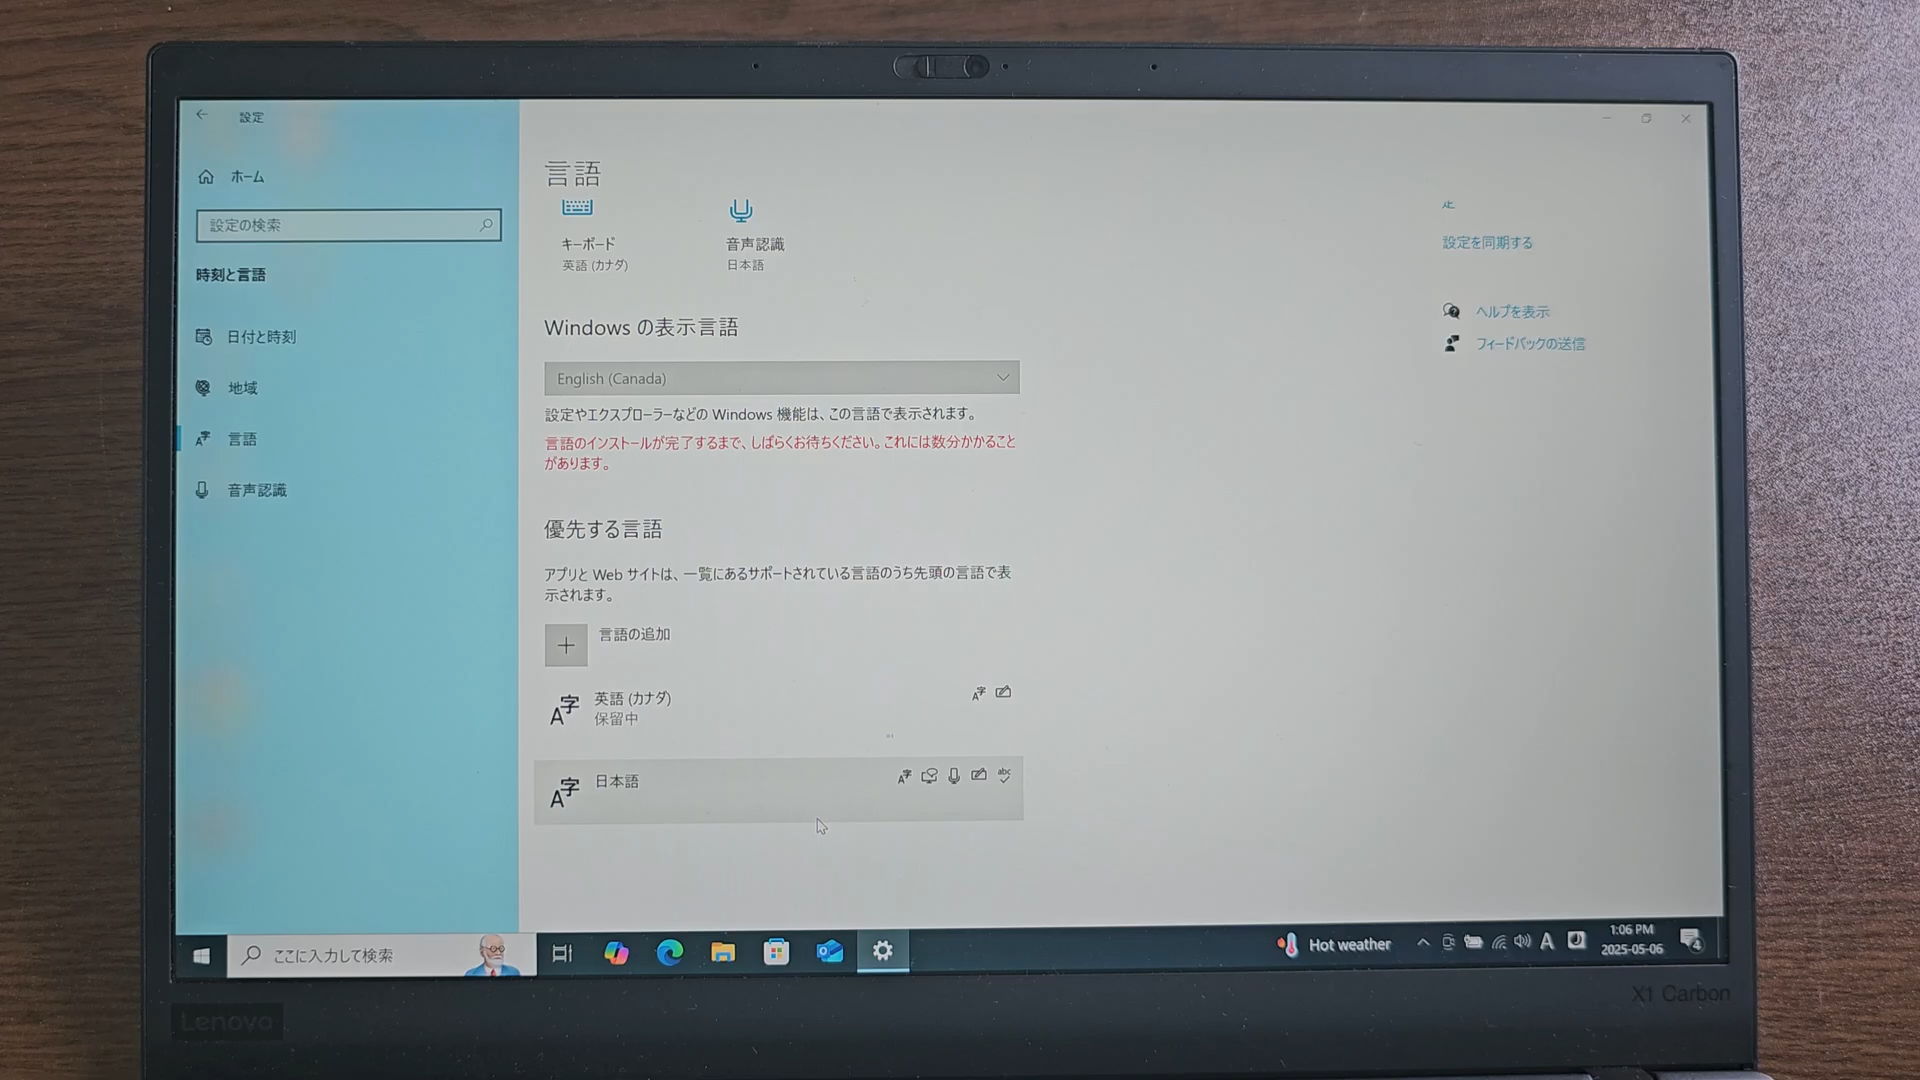 設定
ホーム
設定の検索
時刻と言語
日付と時刻
地域
言語
音声認識
言語
キーボード
英語 (カナダ)
音声認識
日本語
Windows の表示言語
English (Canada)
設定やエクスプローラーなどの Windows 機能は、この言語で表示されます。
言語のインストールが完了するまで、しばらくお待ちください。これには数分かかること
があります。
優先する言語
アプリと Web サイトは、一覧にあるサポートされている言語のうち先頭の言語で表
示されます。
言語の追加
英語 (カナダ)
保留中
日本語
設定を同期する
ヘルプを表示
フィードバックの送信
ここに入力して検索
Hot weather
A
1:06 PM
2025-05-06
4
Lenovo
X1 Carbon